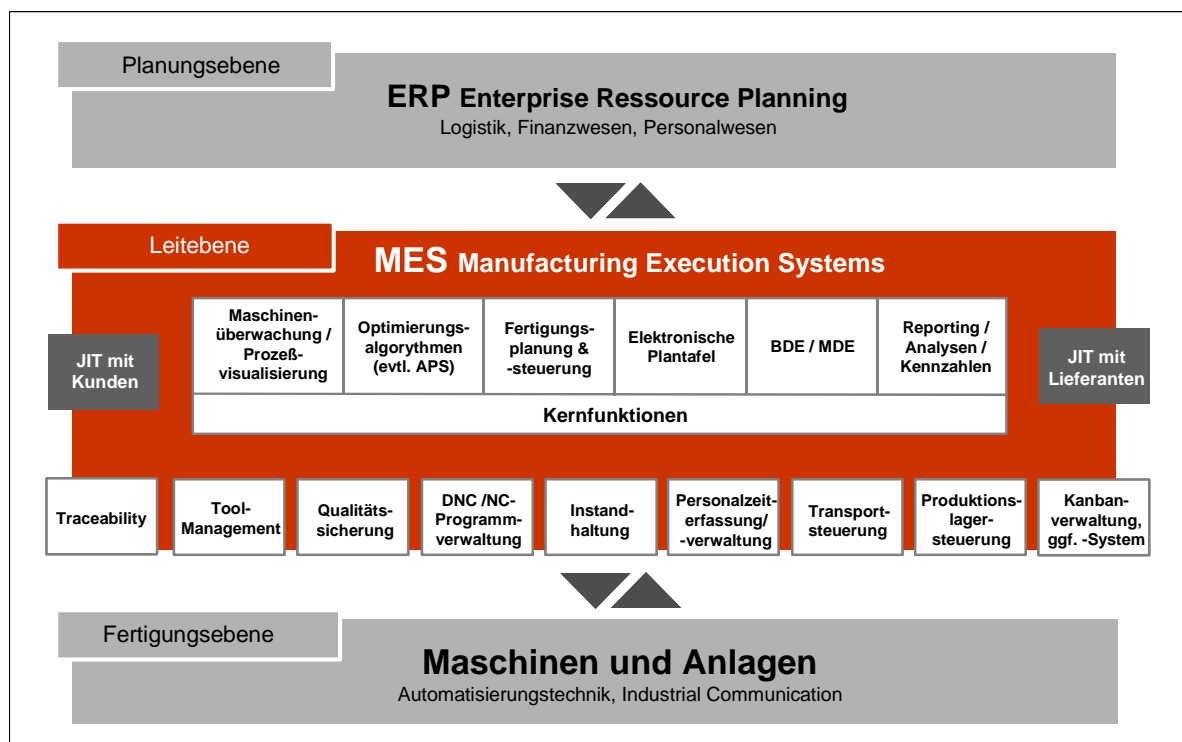 Planungsebene
ERP Enterprise Ressource Planning
Logistik, Finanzwesen, Personalwesen
Leitebene
MES Manufacturing Execution Systems
JIT mit
Kunden
Maschinen-
überwachung /
Prozeß-
visualisierung
Optimierungs-
algorythmen
(evtl. APS)
Fertigungs-
planung &
-steuerung
Elektronische
Plantafel
BDE / MDE
Reporting /
Analysen /
Kennzahlen
JIT mit
Lieferanten
Kernfunktionen
Traceability
Tool-
Management
Qualitäts-
sicherung
DNC /NC-
Programm-
verwaltung
Instand-
haltung
Personalzeit-
erfassung/
-verwaltung
Transport-
steuerung
Produktions-
lager-
steuerung
Kanban-
verwaltung,
ggf. -System
Fertigungsebene
Maschinen und Anlagen
Automatisierungstechnik, Industrial Communication